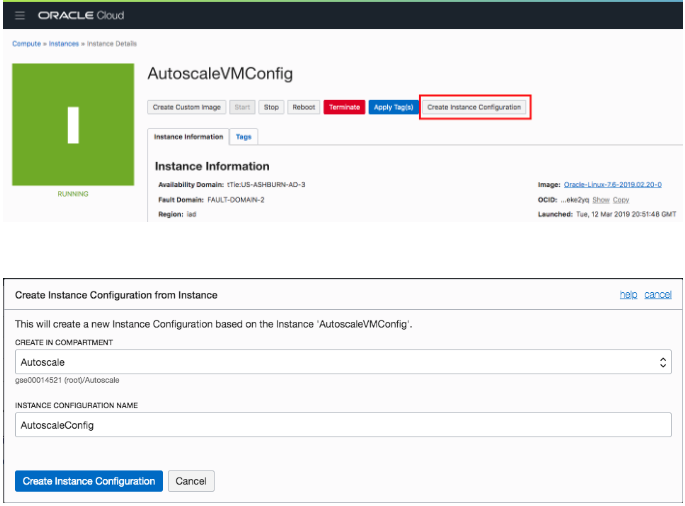 ORACLE Cloud
Compute » Instances » Instance Details
AutoscaleVMConfig
Create Custom Image Start Stop Reboot Terminate Apply Tag(s) Create Instance Configuration
Instance Information Tags
Instance Information
Availability Domain: tTle:US-ASHBURN-AD-3
Image: Oracle-Linux-7.6-2019.02.20-0
RUNNING
Fault Domain: FAULT-DOMAIN-2
OCID: ...eke2yq Show Copy
Region: iad
Launched: Tue, 12 Mar 2019 20:51:48 GMT
Create Instance Configuration from Instance
help cancel
This will create a new Instance Configuration based on the Instance 'AutoscaleVMConfig'.
CREATE IN COMPARTMENT
Autoscale
gse00014521 (root)/Autoscale
INSTANCE CONFIGURATION NAME
AutoscaleConfig
Create Instance Configuration Cancel